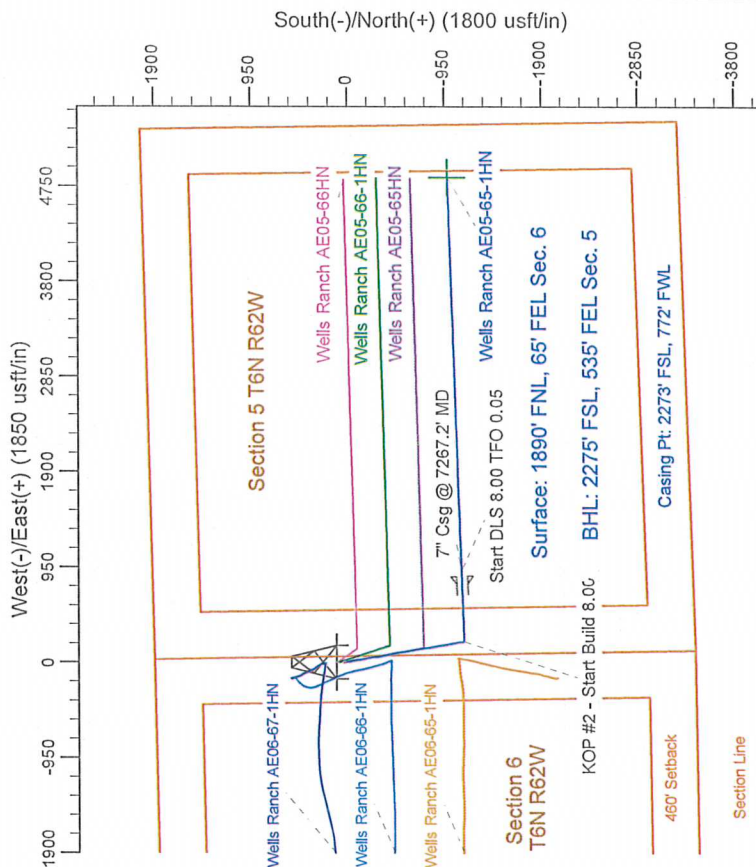 South(-)/North(+) (1800 usft/in)
-1900
950
0
-950
-1900
-2850
-3800
West(-)/East(+) (1850 usft/in)
4750
3800
2850
1900
950
0
-950
-1900
Section 5 T6N R62W
Wells Ranch AE05-66HN
Wells Ranch AE05-66-1HN
Wells Ranch AE05-65HN
Wells Ranch AE05-65-1HN
7" Csg @ 7267.2' MD
Start DLS 8.00 TFO 0.05
Surface: 1890' FNL, 65' FEL Sec. 6
BHL: 2275' FSL, 535' FEL Sec. 5
Casing Pt: 2273' FSL, 772' FWL
KOP #2 - Start Build 8.00
Wells Ranch AE06-67-1HN
Wells Ranch AE06-66-1HN
Wells Ranch AE06-65-1HN
Section 6
T6N R62W
460' Setback
Section Line